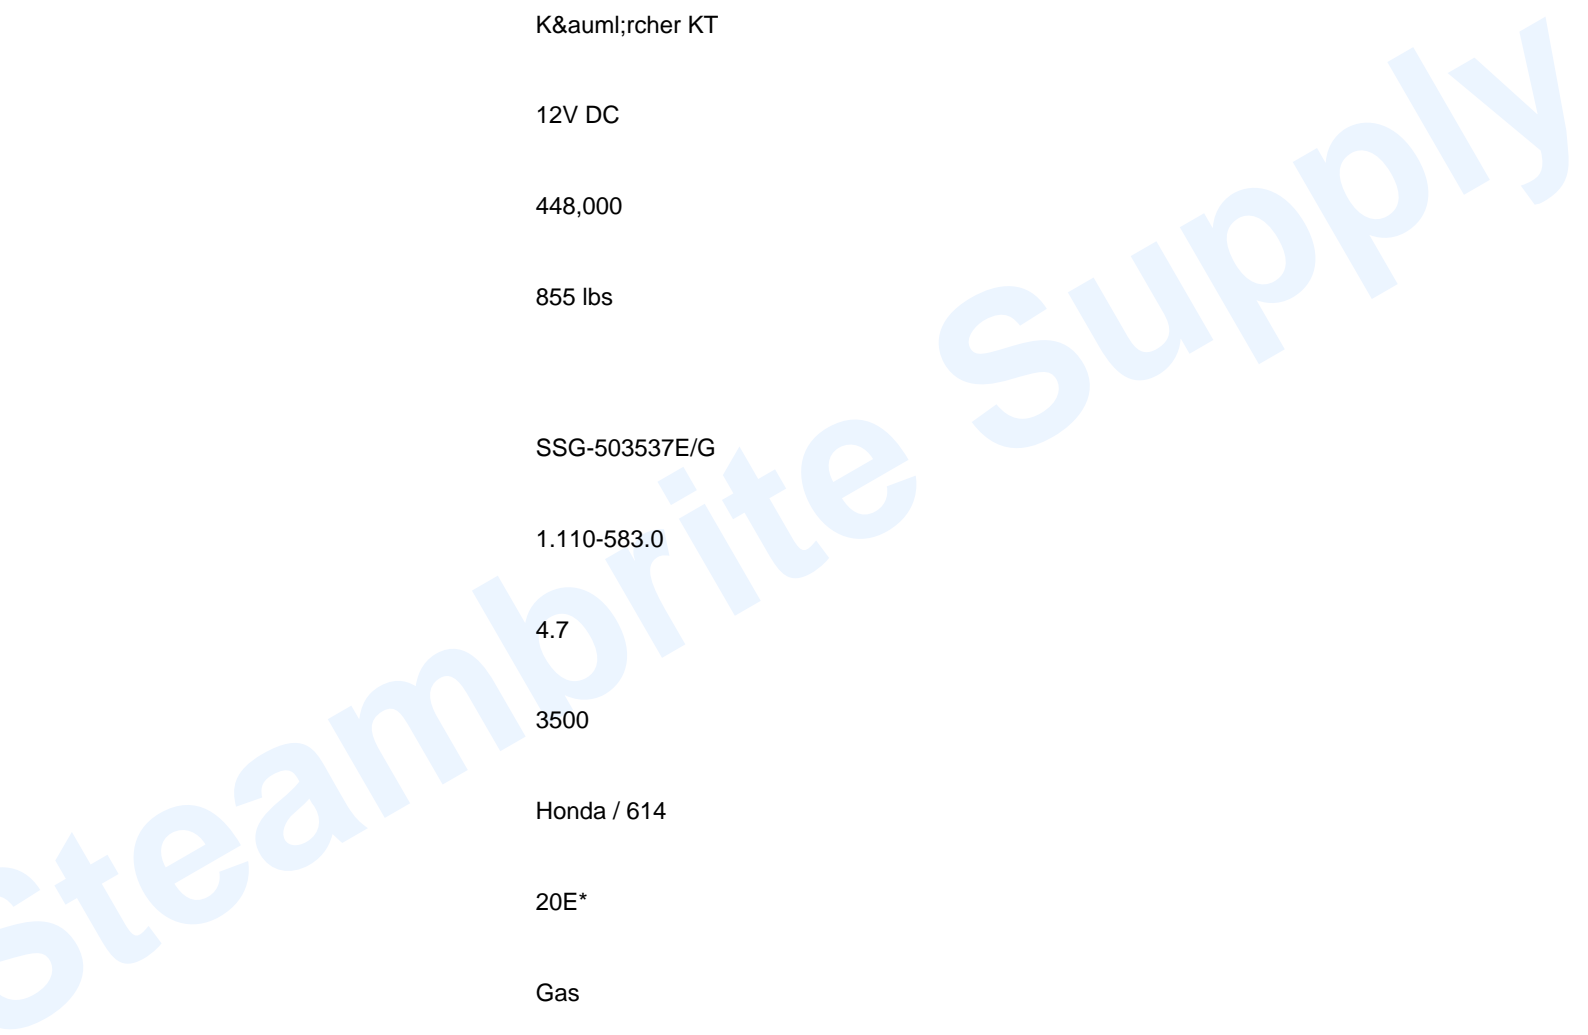 K&auml;rcher KT
12V DC
448,000
855 lbs
SSG-503537E/G
1.110-583.0
4.7
3500
Honda / 614
20E*
Gas
Steambrite Supply